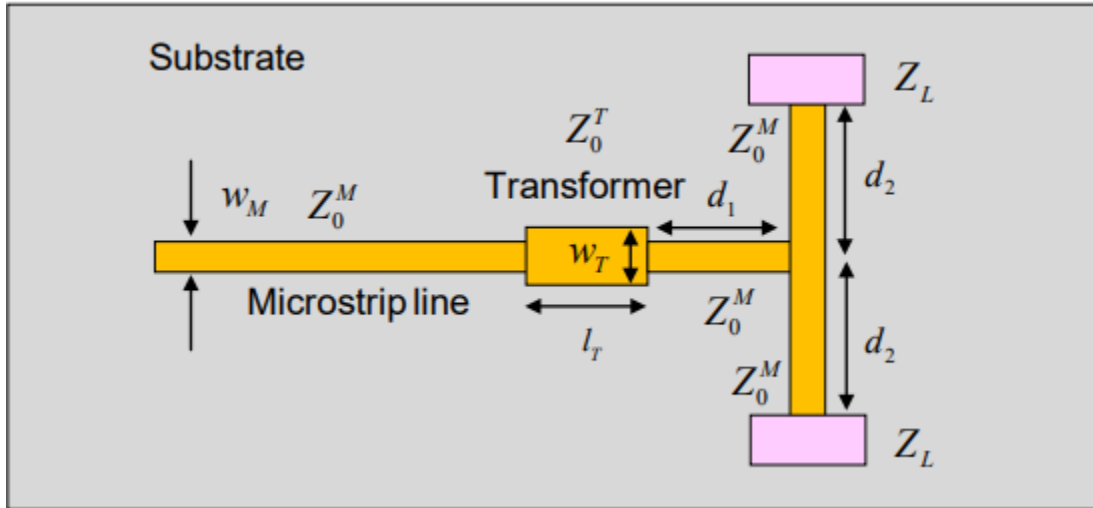 Substrate
Z_L
Z_0^T
Z_0^M
Transformer
d_2
w_M Z_0^M
d_1
w_T
Microstrip line
Z_0^M
l_T
d_2
Z_0^M
Z_L